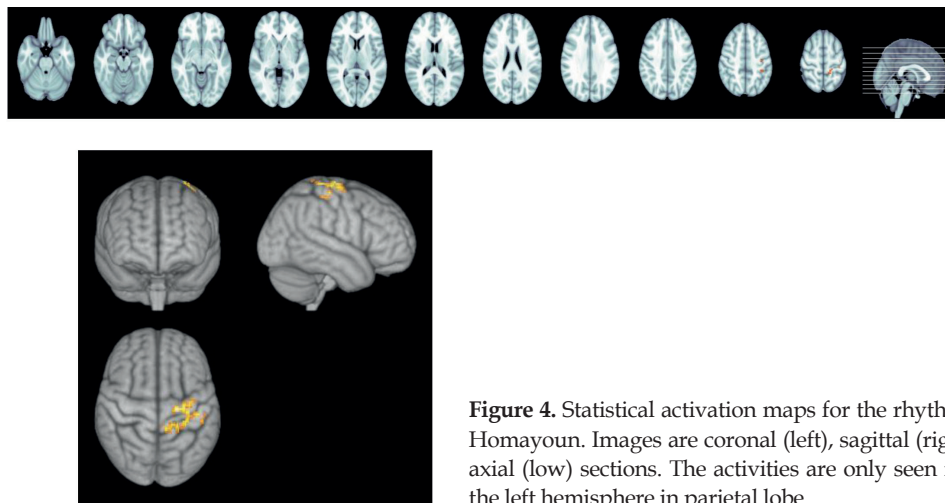 Figure 4. Statistical activation maps for the rhyth
Homayoun. Images are coronal (left), sagittal (rig
axial (low) sections. The activities are only seen
the left hemisphere in parietal lobe